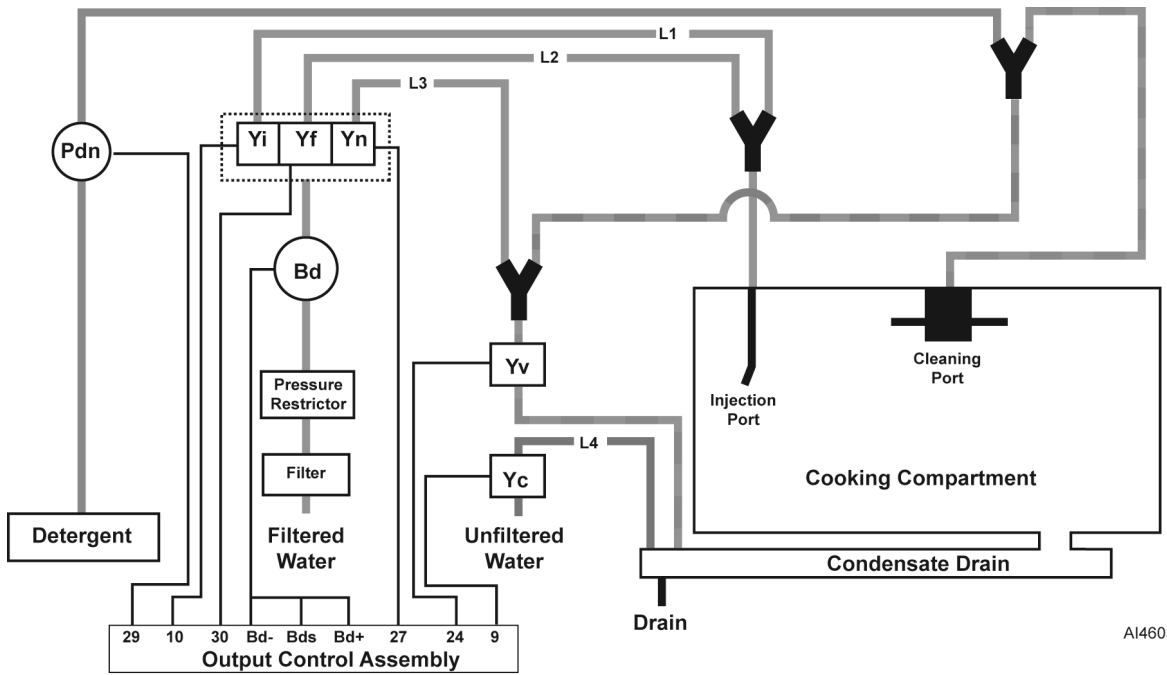 L1
L2
L3
Pdn
Yi Yf Yn
Bd
Pressure
Restrictor
Filter
Filtered
Water
Detergent
Yv
L4
Yc
Unfiltered
Water
Injection
Port
Cleaning
Port
Cooking Compartment
Condensate Drain
Drain
29 10 30 Bd- Bds Bd+ 27 24 9
Output Control Assembly
AI460